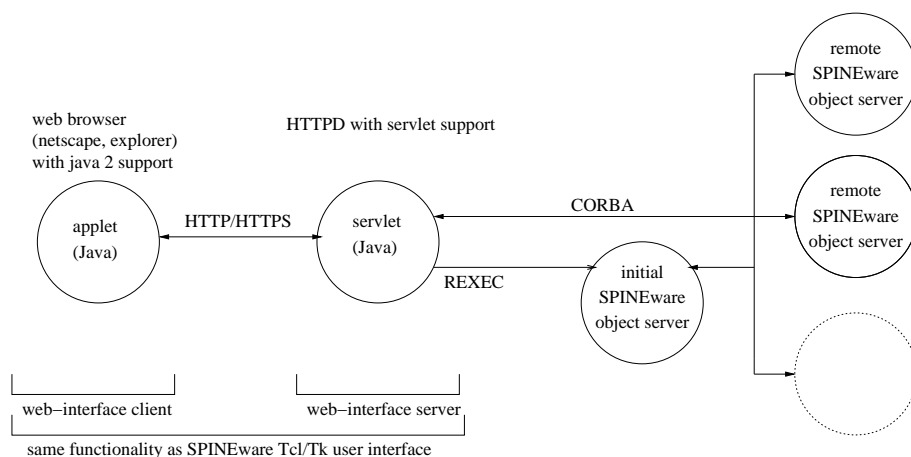 web browser
(netscape, explorer)
with java 2 support
HTTPD with servlet support
remote
SPINEware
object server
applet
(Java)
HTTP/HTTPS
servlet
(Java)
CORBA
remote
SPINEware
object server
REXEC
initial
SPINEware
object server
web−interface client
web−interface server
same functionality as SPINEware Tcl/Tk user interface